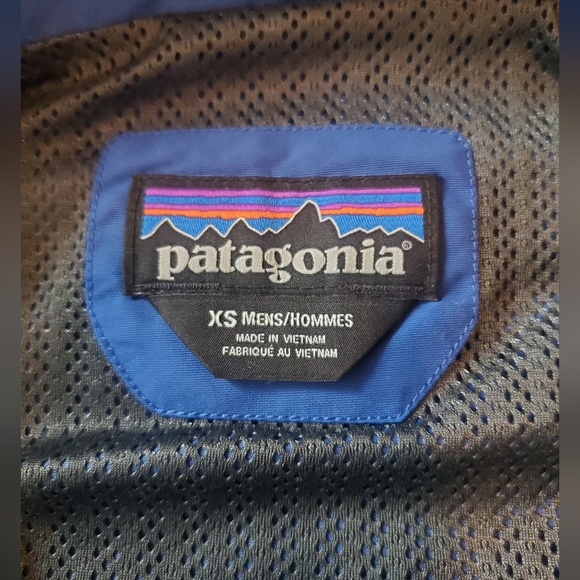 patagonia®
XS MENS/HOMMES
MADE IN VIETNAM
FABRIQUÉ AU VIETNAM